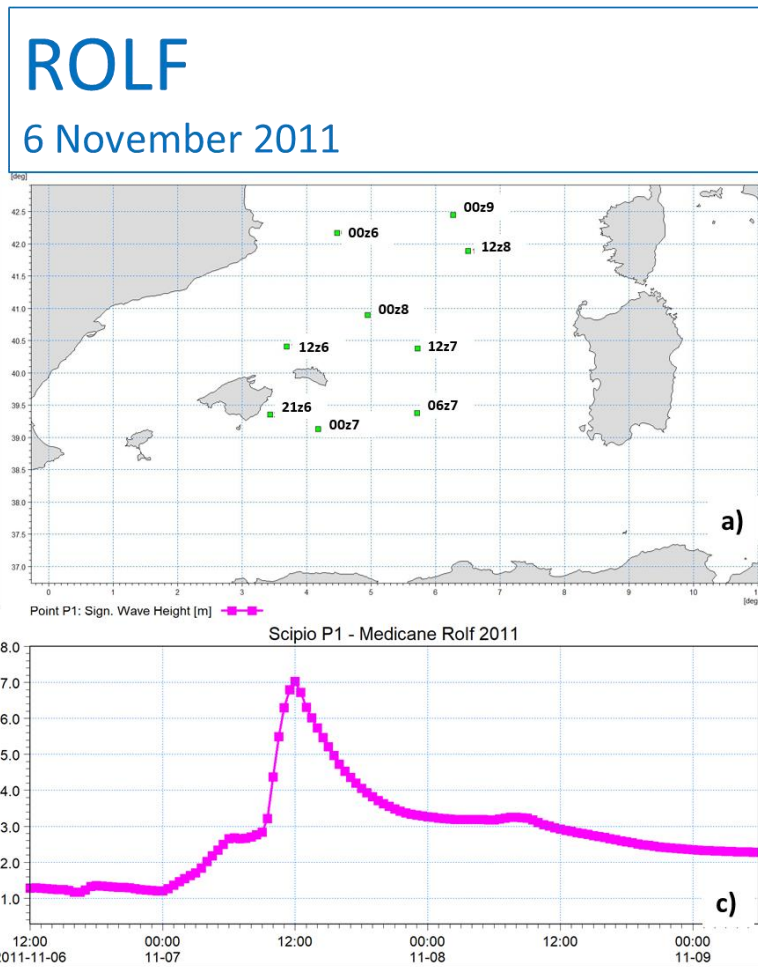 ROLF
6 November 2011
[deg]
42.5
42.0
41.5
41.0
40.5
40.0
39.5
39.0
38.5
38.0
37.5
37.0
00z9
00z6
12z8
00z8
12z6
12z7
21z6
06z7
00z7
a)
0 1 2 3 4 5 6 7 8 9 10 11
[deg
Point P1: Sign. Wave Height [m]
Scipio P1 - Medicane Rolf 2011
8.0
7.0
6.0
5.0
4.0
3.0
2.0
1.0
c)
12:00 00:00 12:00 00:00 12:00 00:00
2011-11-06 11-07 11-08 11-09